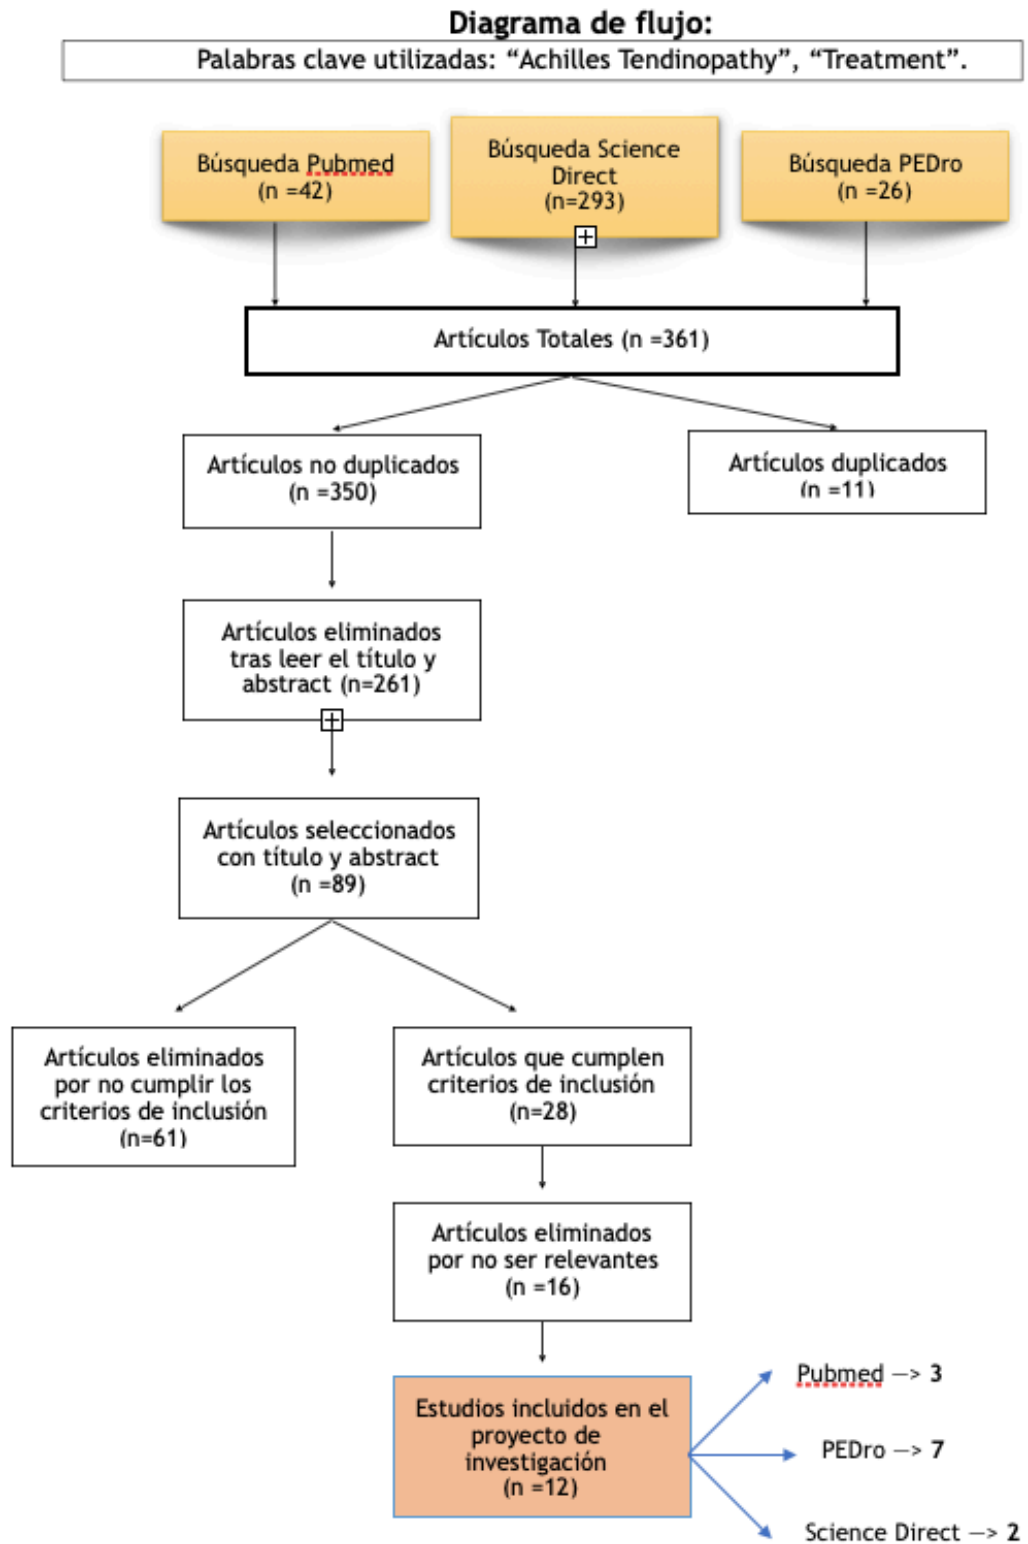 Diagrama de flujo:
Palabras clave utilizadas: “Achilles Tendinopathy”, “Treatment”.
Búsqueda Pubmed
(n =42)
Búsqueda Science
Direct
(n=293)
Búsqueda PEDro
(n =26)
Artículos Totales (n =361)
Artículos no duplicados
(n =350)
Artículos duplicados
(n =11)
Artículos eliminados
tras leer el título y
abstract (n=261)
Artículos seleccionados
con título y abstract
(n =89)
Artículos eliminados
por no cumplir los
criterios de inclusión
(n=61)
Artículos que cumplen
criterios de inclusión
(n=28)
Artículos eliminados
por no ser relevantes
(n =16)
Estudios incluidos en el
proyecto de
investigación
(n =12)
Pubmed —> 3
PEDro —> 7
Science Direct —> 2